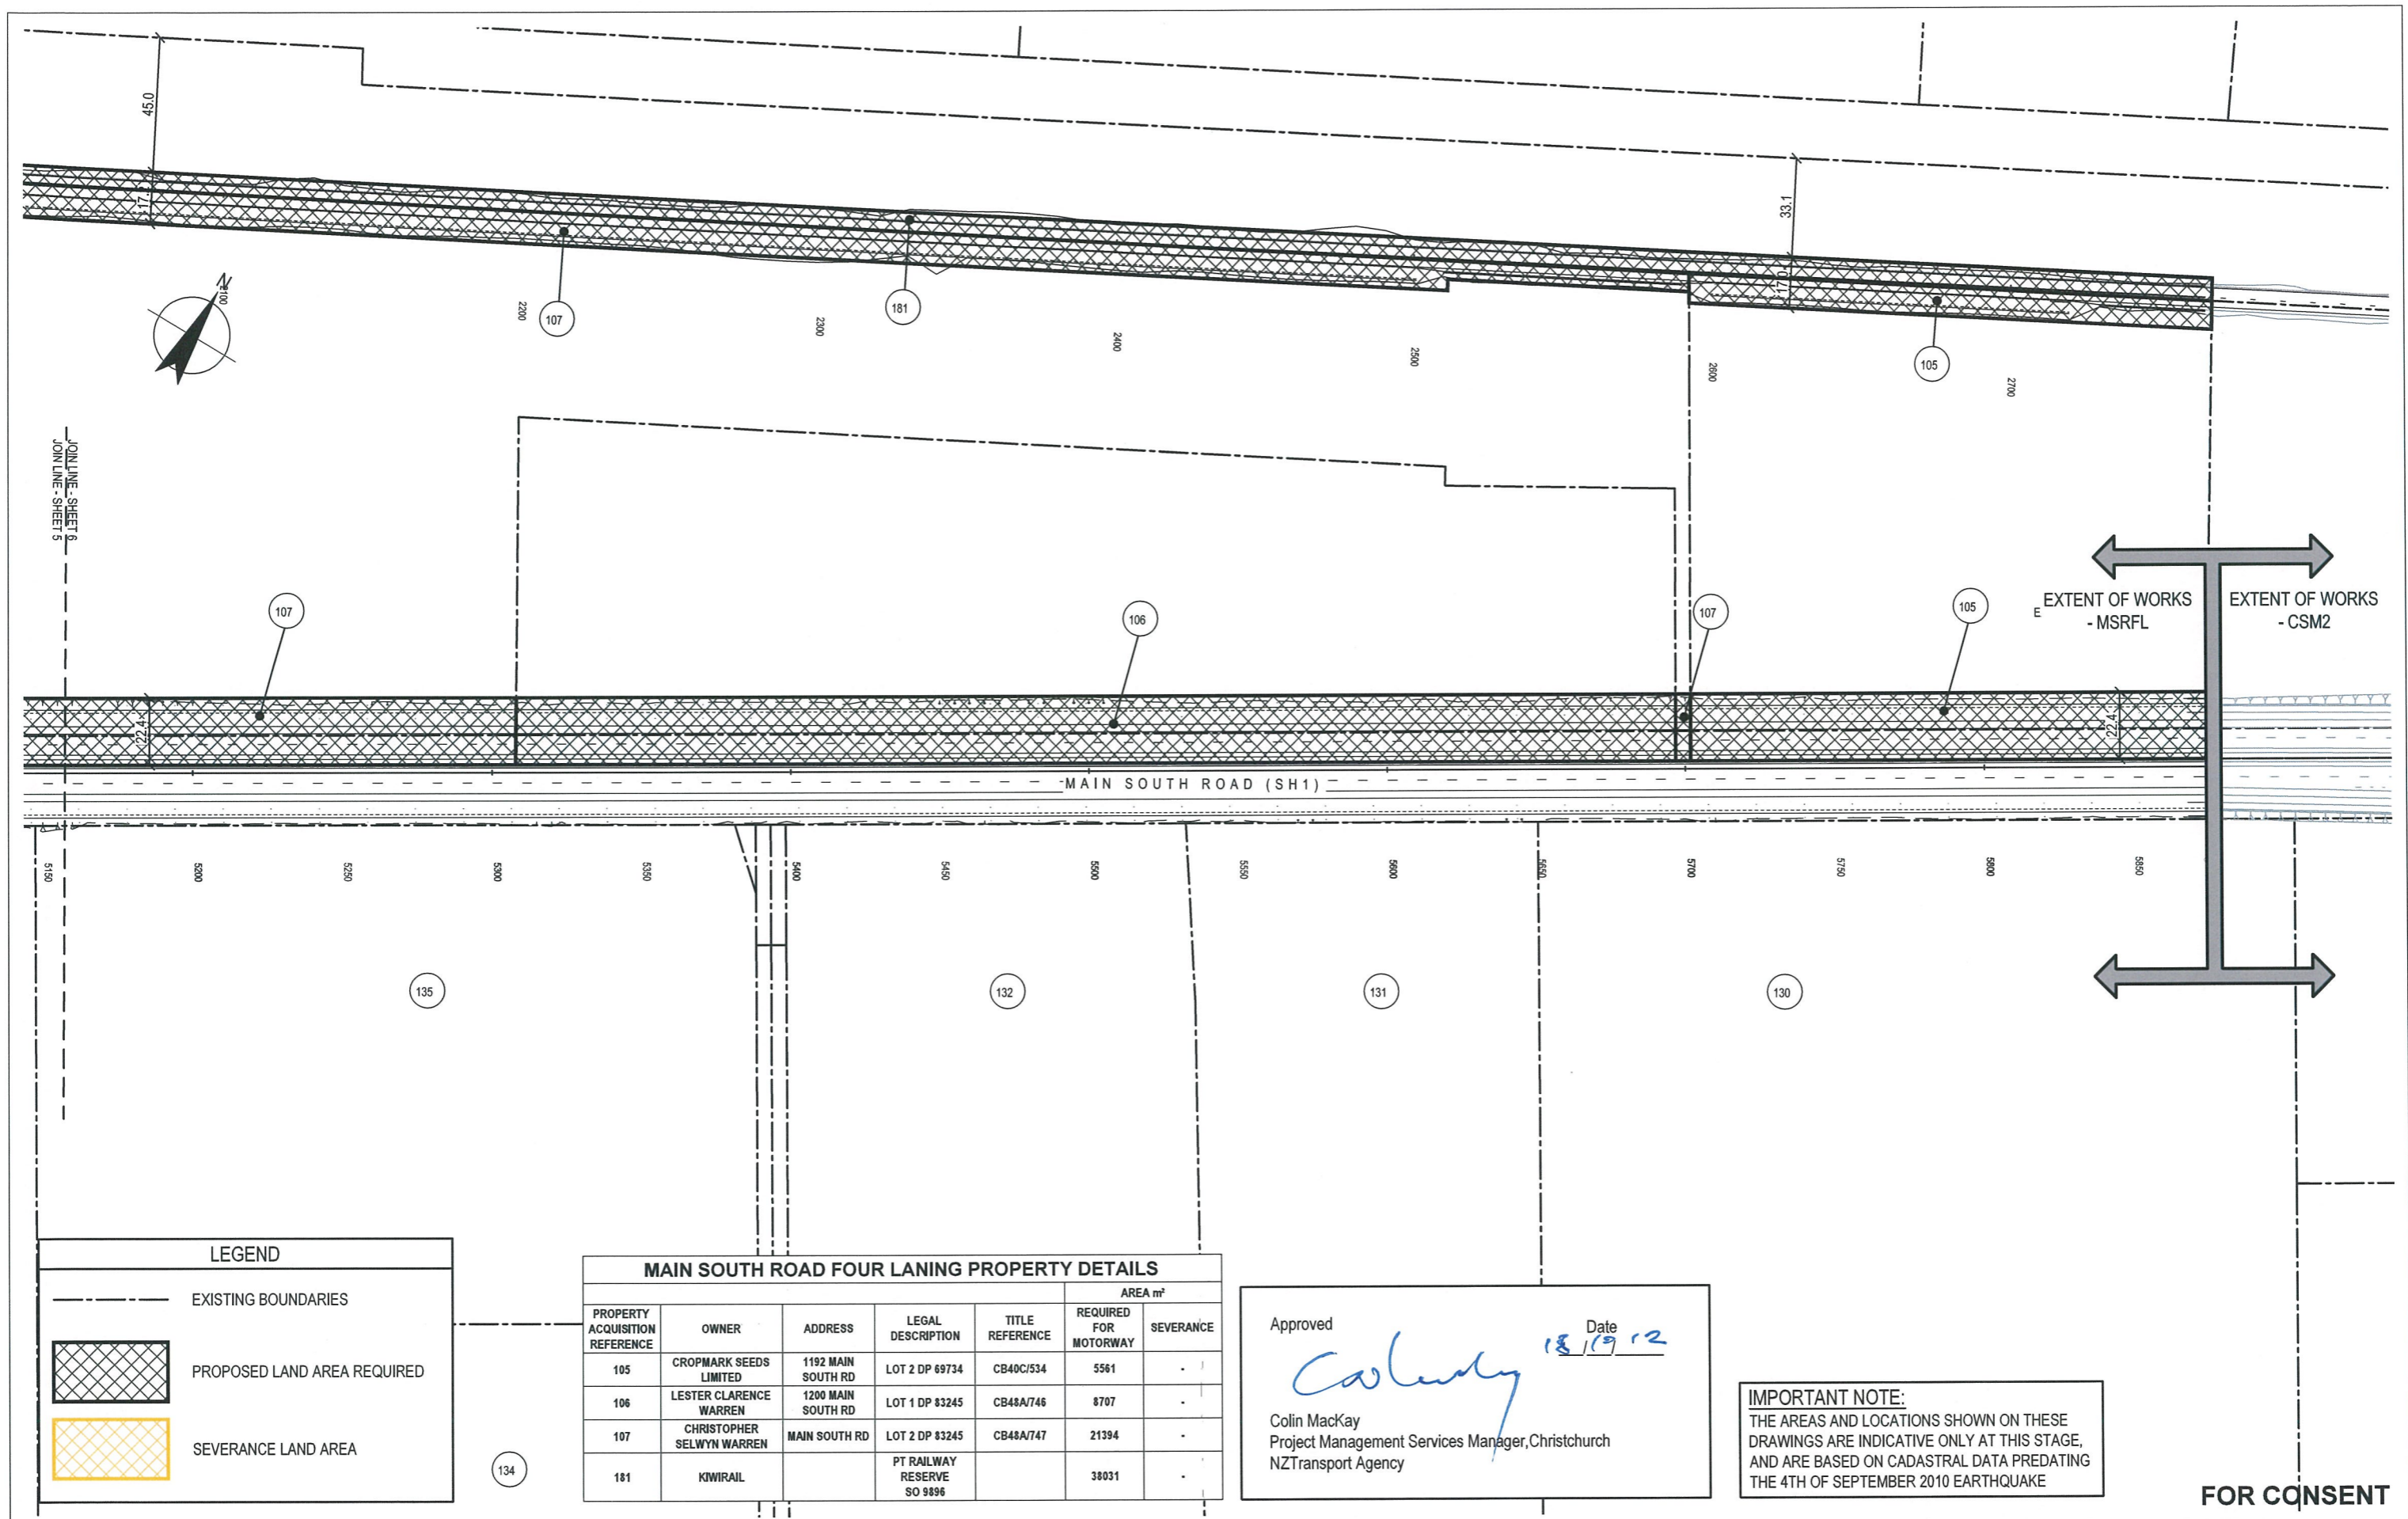 45.0
17.2
N
2100
107
2200
2300
181
2400
2500
33.1
17.0
105
2600
2700
JOIN LINE - SHEET 6
JOIN LINE - SHEET 5
107
106
107
105
E
EXTENT OF WORKS
- MSRFL
EXTENT OF WORKS
- CSM2
22.4
22.4
MAIN SOUTH ROAD (SH1)
5150
5200
5250
5300
5350
5400
5450
5500
5550
5600
5650
5700
5750
5800
5850
135
132
131
130
134
LEGEND
EXISTING BOUNDARIES
PROPOSED LAND AREA REQUIRED
SEVERANCE LAND AREA
MAIN SOUTH ROAD FOUR LANING PROPERTY DETAILS
AREA m²
PROPERTY ACQUISITION REFERENCE OWNER ADDRESS LEGAL DESCRIPTION TITLE REFERENCE REQUIRED FOR MOTORWAY SEVERANCE
105 CROPMARK SEEDS LIMITED 1192 MAIN SOUTH RD LOT 2 DP 69734 CB40C/534 5561 -
106 LESTER CLARENCE WARREN 1200 MAIN SOUTH RD LOT 1 DP 83245 CB48A/746 8707 -
107 CHRISTOPHER SELWYN WARREN MAIN SOUTH RD LOT 2 DP 83245 CB48A/747 21394 -
181 KIWIRAIL PT RAILWAY RESERVE SO 9896 38031 -
Approved
Date
Colin MacKay
Project Management Services Manager,Christchurch
NZTransport Agency
IMPORTANT NOTE:
THE AREAS AND LOCATIONS SHOWN ON THESE
DRAWINGS ARE INDICATIVE ONLY AT THIS STAGE,
AND ARE BASED ON CADASTRAL DATA PREDATING
THE 4TH OF SEPTEMBER 2010 EARTHQUAKE
FOR CONSENT